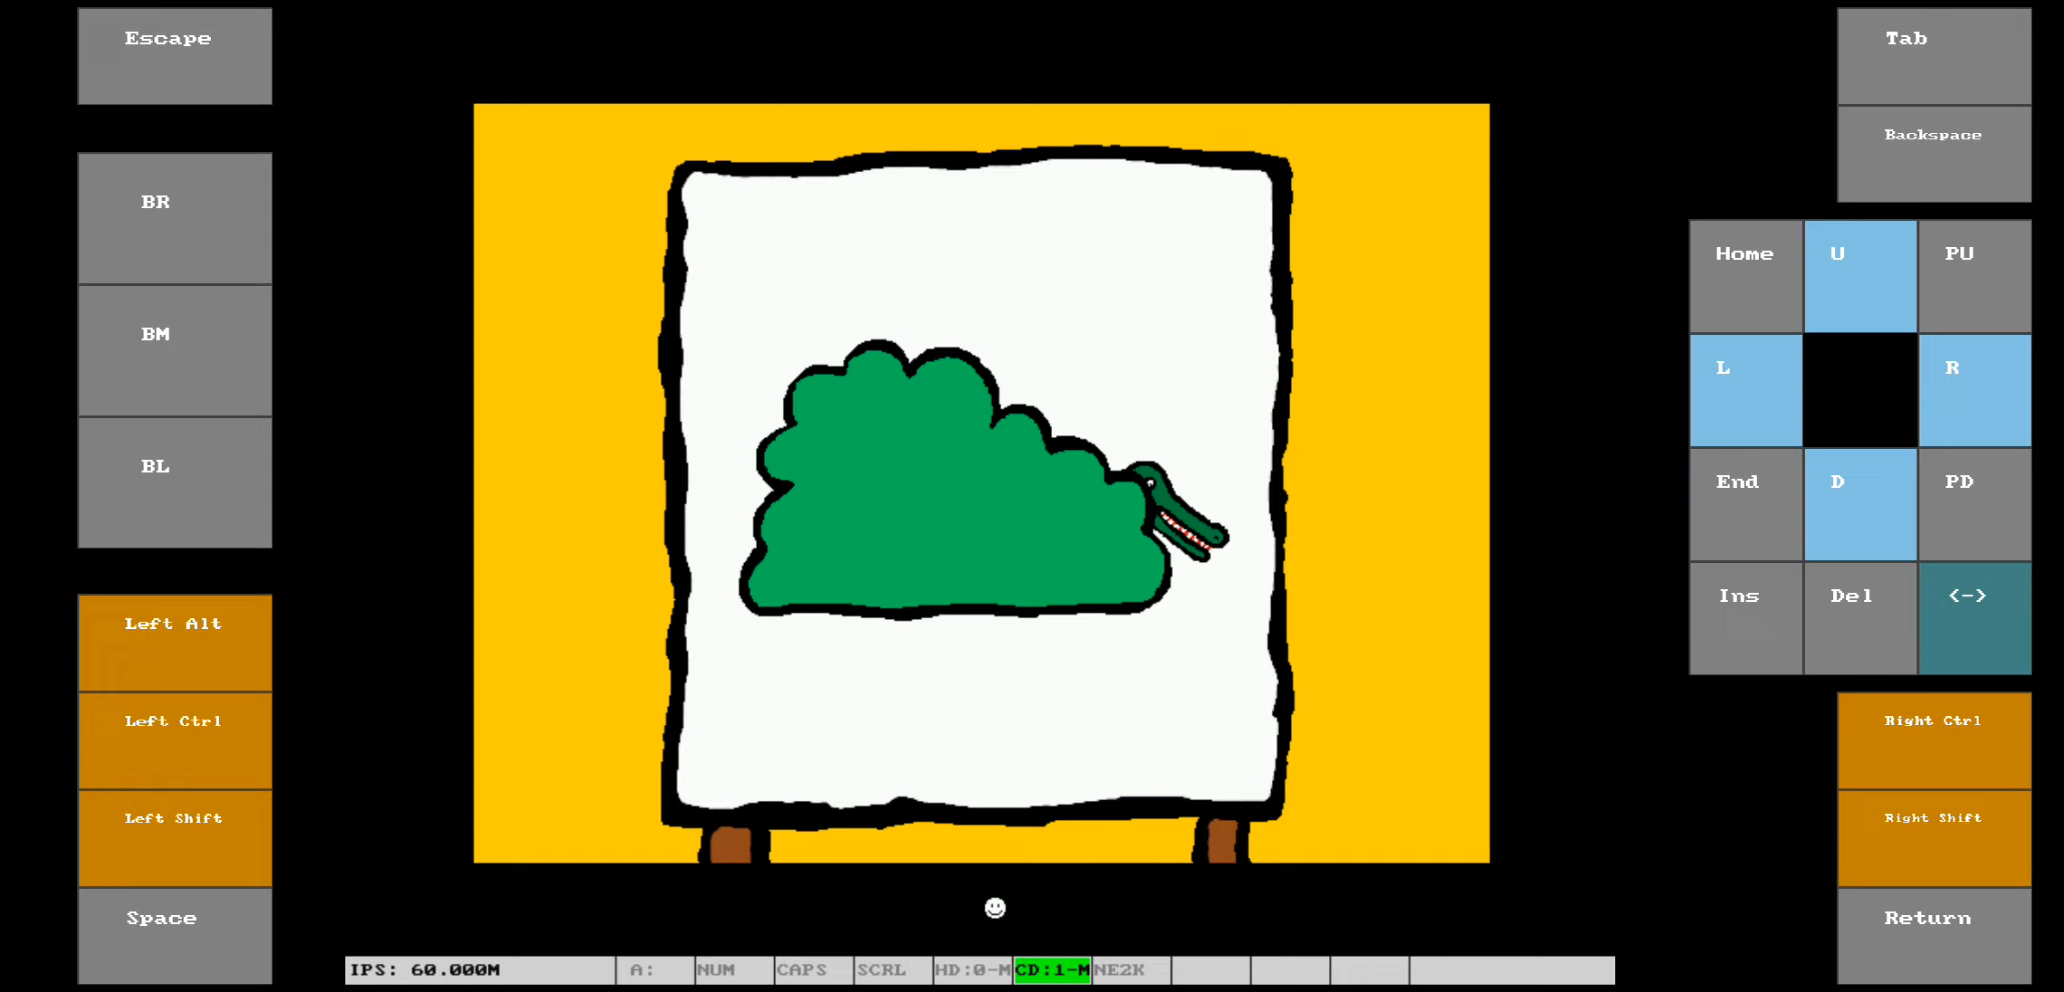 Escape
BR
BM
BL
Left Alt
Left Ctrl
Left Shift
Space
Tab
Backspace
Home U PU
L R
End D PD
Ins Del <->
Right Ctrl
Right Shift
Return
IPS: 60.000M A: NUM CAPS SCRL HD:0-M CD:1-M NE2K